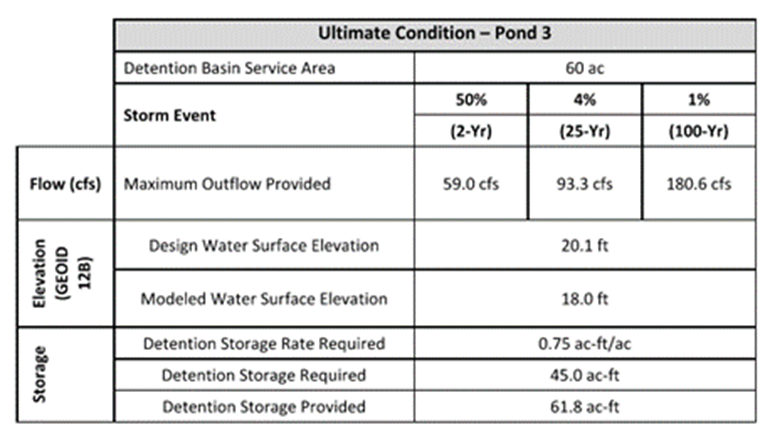 Ultimate Condition – Pond 3
Detention Basin Service Area 60 ac
Storm Event 50% 4% 1%
(2-Yr) (25-Yr) (100-Yr)
Flow (cfs) Maximum Outflow Provided 59.0 cfs 93.3 cfs 180.6 cfs
Elevation
(GEOID
12B)
Design Water Surface Elevation 20.1 ft
Modeled Water Surface Elevation 18.0 ft
Storage
Detention Storage Rate Required 0.75 ac-ft/ac
Detention Storage Required 45.0 ac-ft
Detention Storage Provided 61.8 ac-ft